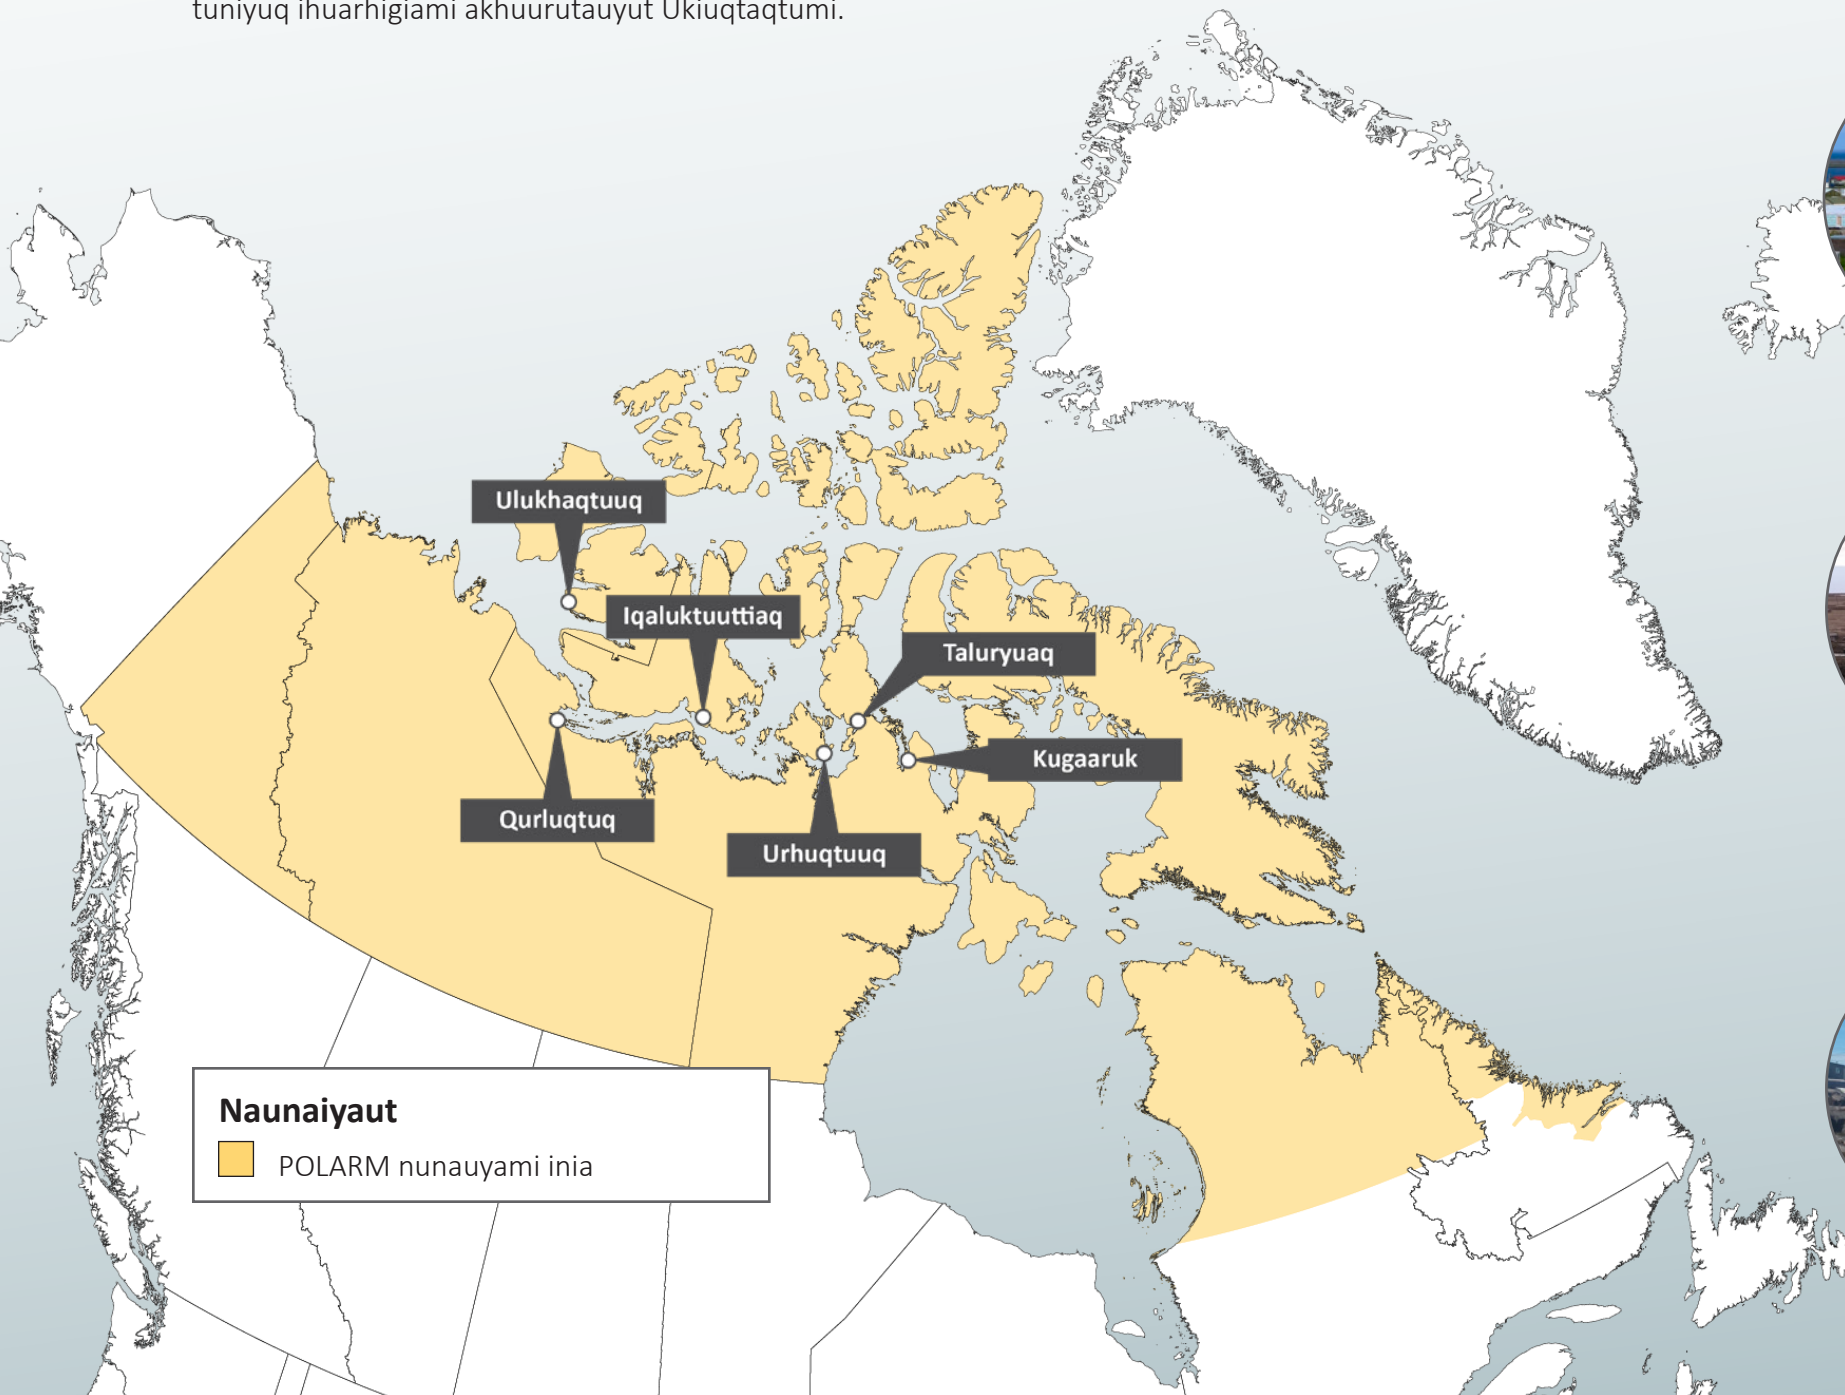 tuniyuq ihuarhigiami akhuurutauyut Ukiuqtaqtumi.
Ulukhaqtuuq
Iqaluktuuttiaq
Taluryuaq
Kugaaruk
Qurluqtuq
Urhuqtuuq
Naunaiyaut
POLARM nunauyami inia